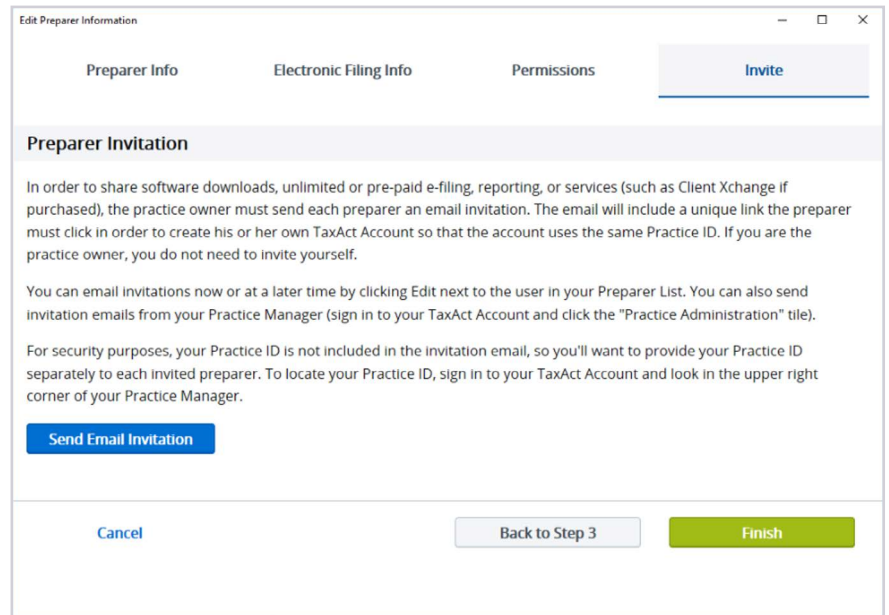 Edit Preparer Information
Preparer Info Electronic Filing Info Permissions Invite
Preparer Invitation
In order to share software downloads, unlimited or pre-paid e-filing, reporting, or services (such as Client Xchange if
purchased), the practice owner must send each preparer an email invitation. The email will include a unique link the preparer
must click in order to create his or her own TaxAct Account so that the account uses the same Practice ID. If you are the
practice owner, you do not need to invite yourself.
You can email invitations now or at a later time by clicking Edit next to the user in your Preparer List. You can also send
invitation emails from your Practice Manager (sign in to your TaxAct Account and click the "Practice Administration" tile).
For security purposes, your Practice ID is not included in the invitation email, so you'll want to provide your Practice ID
separately to each invited preparer. To locate your Practice ID, sign in to your TaxAct Account and look in the upper right
corner of your Practice Manager.
Send Email Invitation
Cancel Back to Step 3 Finish